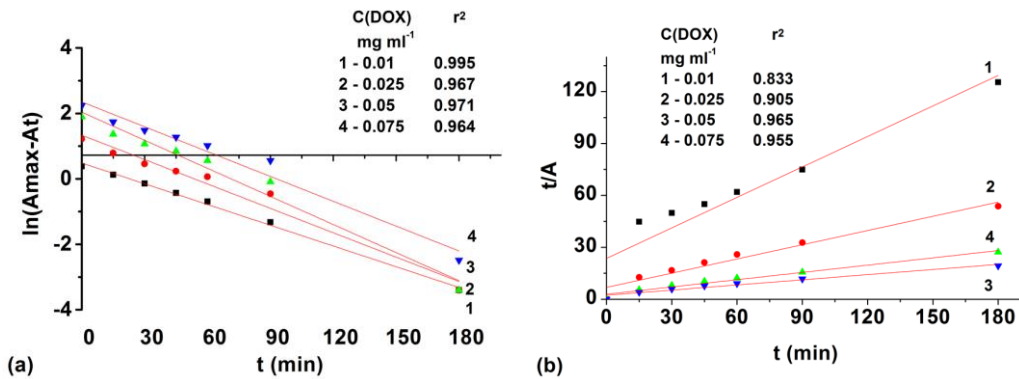 C(DOX) r²
mg ml⁻¹
1 - 0.01 0.995
2 - 0.025 0.967
3 - 0.05 0.971
4 - 0.075 0.964
ln(Amax-At)
4
2
0
-2
-4
4
3
2
1
0 30 60 90 120 150 180
t (min)
(a)
C(DOX) r²
mg ml⁻¹
1 - 0.01 0.833
2 - 0.025 0.905
3 - 0.05 0.965
4 - 0.075 0.955
t/A
120
90
60
30
0
1
2
4
3
0 30 60 90 120 150 180
t (min)
(b)